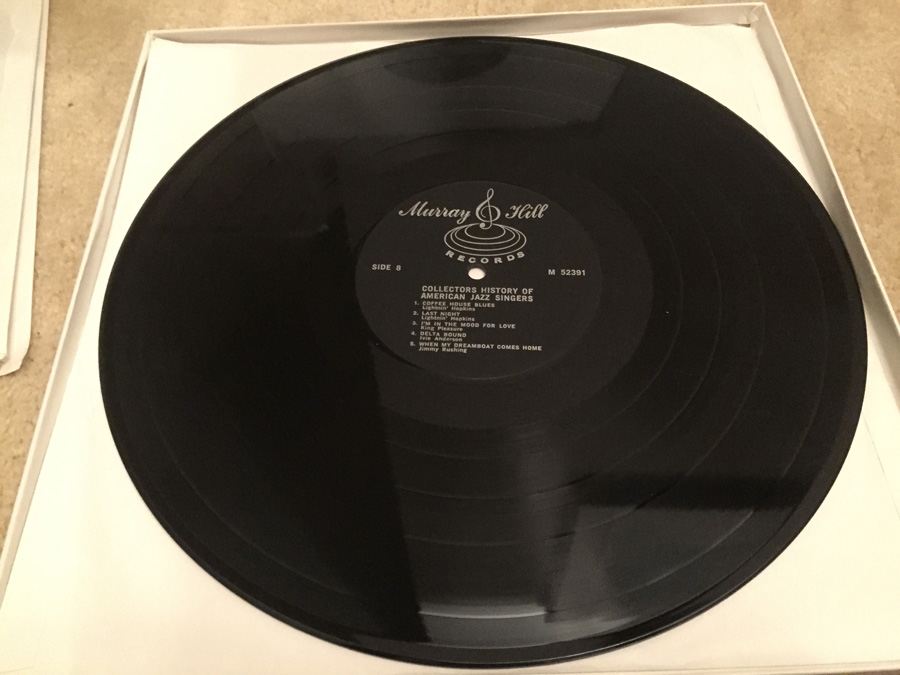 Murray Hill
RECORDS
SIDE 8 M 52391
COLLECTORS HISTORY OF
AMERICAN JAZZ SINGERS
1. COFFEE HOUSE BLUES
Lightnin' Hopkins
2. LAST NIGHT
Lightnin' Hopkins
3. I'M IN THE MOOD FOR LOVE
King Pleasure
4. DELTA BOUND
Ivie Anderson
5. WHEN MY DREAMBOAT COMES HOME
Jimmy Rushing